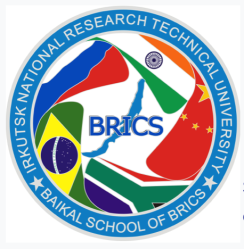 IRKUTSK NATIONAL RESEARCH TECHNICAL UNIVERSITY
BRICS
★ BAIKAL SCHOOL OF BRICS ★